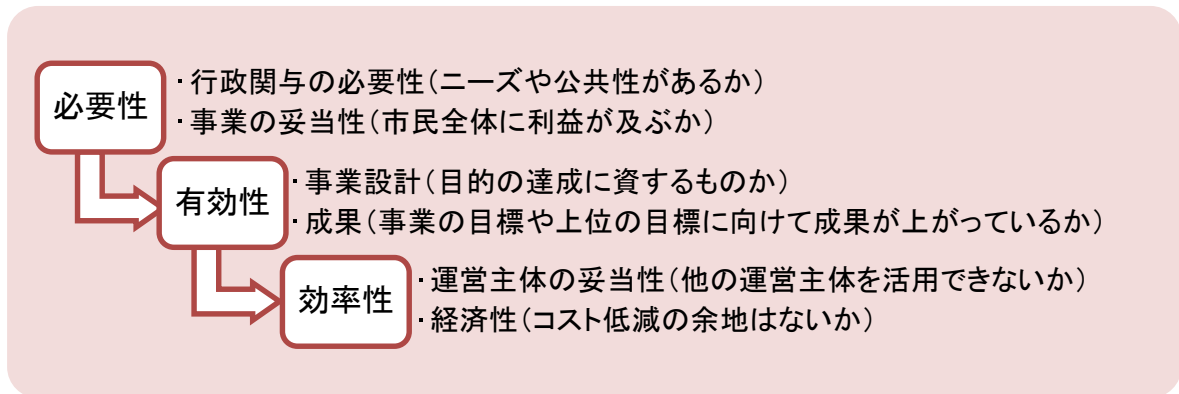 必要性
・行政関与の必要性（ニーズや公共性があるか）
・事業の妥当性（市民全体に利益が及ぶか）
有効性
・事業設計（目的の達成に資するものか）
・成果（事業の目標や上位の目標に向けて成果が上がっているか）
効率性
・運営主体の妥当性（他の運営主体を活用できないか）
・経済性（コスト低減の余地はないか）